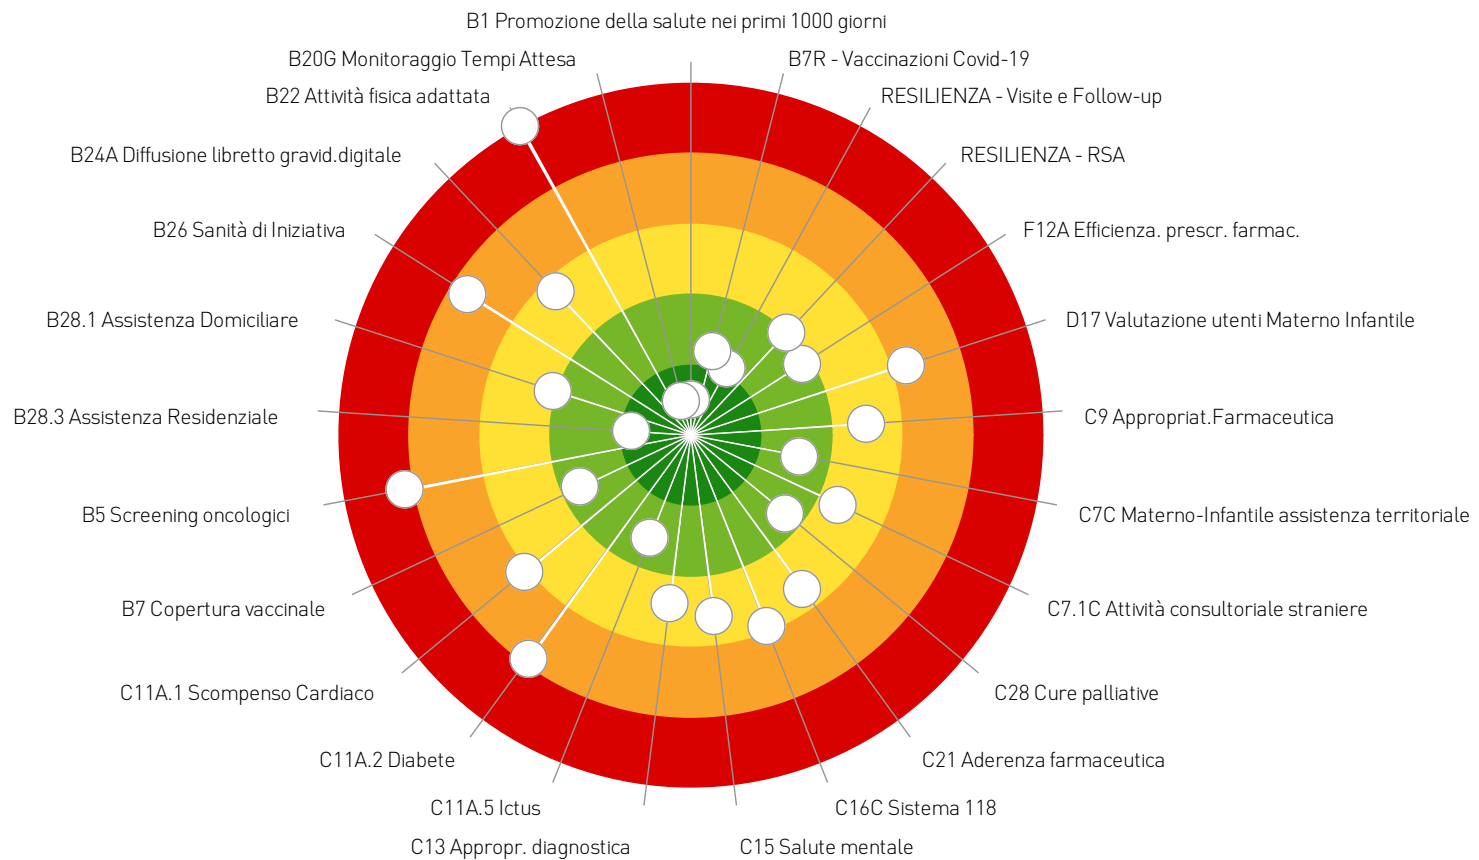 B1 Promozione della salute nei primi 1000 giorni
B20G Monitoraggio Tempi Attesa
B7R - Vaccinazioni Covid-19
B22 Attività fisica adattata
RESILIENZA - Visite e Follow-up
B24A Diffusione libretto gravid.digitale
RESILIENZA - RSA
B26 Sanità di Iniziativa
F12A Efficienza. prescr. farmac.
B28.1 Assistenza Domiciliare
D17 Valutazione utenti Materno Infantile
B28.3 Assistenza Residenziale
C9 Appropriat.Farmaceutica
B5 Screening oncologici
C7C Materno-Infantile assistenza territoriale
B7 Copertura vaccinale
C7.1C Attività consultoriale straniere
C11A.1 Scompenso Cardiaco
C28 Cure palliative
C11A.2 Diabete
C21 Aderenza farmaceutica
C11A.5 Ictus
C16C Sistema 118
C13 Appropr. diagnostica
C15 Salute mentale